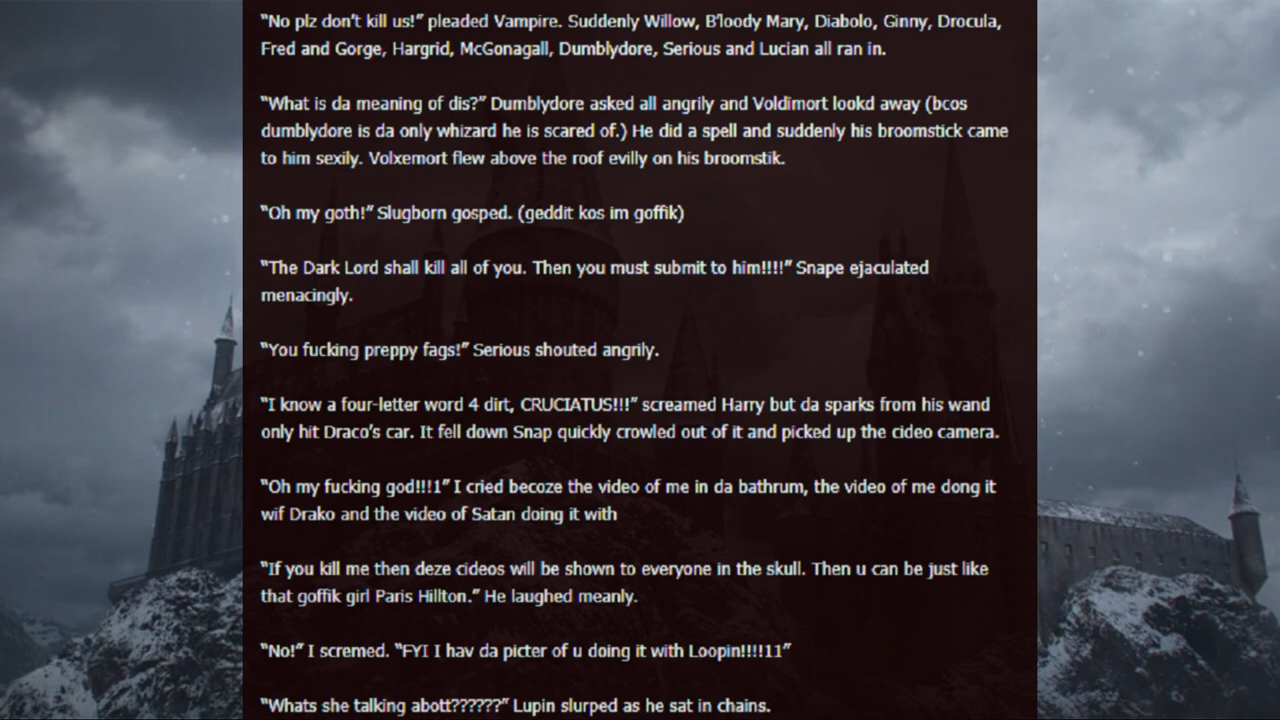 “No plz don’t kill us!” pleaded Vampire. Suddenly Willow, B’loody Mary, Diabolo, Ginny, Drocula,
Fred and Gorge, Hargrid, McGonagall, Dumblydore, Serious and Lucian all ran in.
“What is da meaning of dis?” Dumblydore asked all angrily and Voldimort lookd away (bcos
dumblydore is da only whizard he is scared of.) He did a spell and suddenly his broomstick came
to him sexily. Volxemort flew above the roof evilly on his broomstik.
“Oh my goth!” Slugborn gosped. (geddit kos im goffik)
“The Dark Lord shall kill all of you. Then you must submit to him!!!!” Snape ejaculated
menacingly.
“You fucking preppy fags!” Serious shouted angrily.
“I know a four-letter word 4 dirt, CRUCIATUS!!!” screamed Harry but da sparks from his wand
only hit Draco’s car. It fell down Snap quickly crowled out of it and picked up the cideo camera.
“Oh my fucking god!!!1” I cried becoze the video of me in da bathrum, the video of me dong it
wif Drako and the video of Satan doing it with
“If you kill me then deze cideos will be shown to everyone in the skull. Then u can be just like
that goffik girl Paris Hillton.” He laughed meanly.
“No!” I scremed. “FYI I hav da picter of u doing it with Loopin!!!!11”
“Whats she talking abott??????” Lupin slurped as he sat in chains.